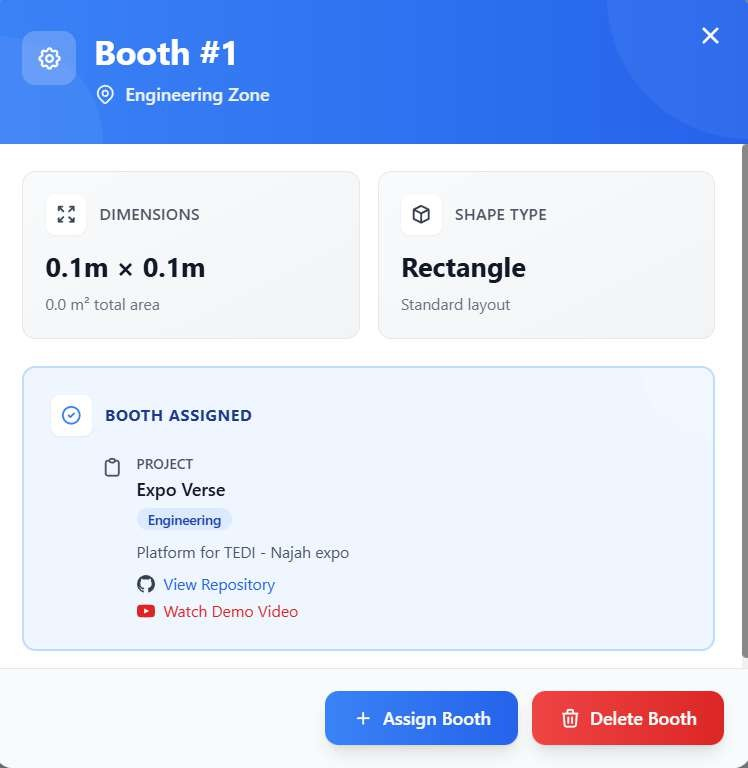 Booth #1
Engineering Zone
DIMENSIONS
0.1m × 0.1m
0.0 m² total area
SHAPE TYPE
Rectangle
Standard layout
BOOTH ASSIGNED
PROJECT
Expo Verse
Engineering
Platform for TEDI - Najah expo
View Repository
Watch Demo Video
+ Assign Booth
Delete Booth